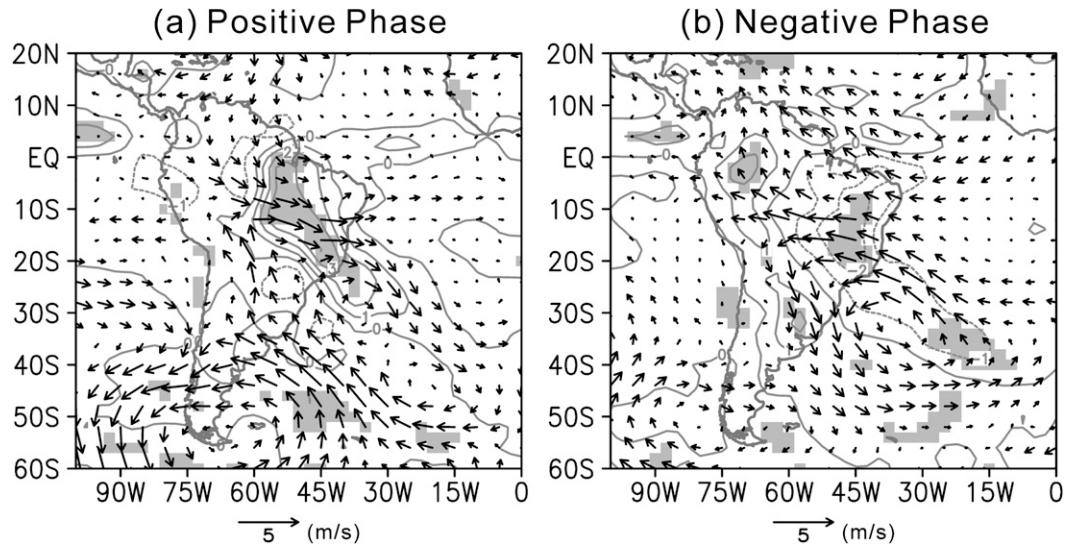 (a) Positive Phase
(b) Negative Phase
20N
10N
EQ
10S
20S
30S
40S
50S
60S
90W 75W 60W 45W 30W 15W 0
5 (m/s)
20N
10N
EQ
10S
20S
30S
40S
50S
60S
90W 75W 60W 45W 30W 15W 0
5 (m/s)